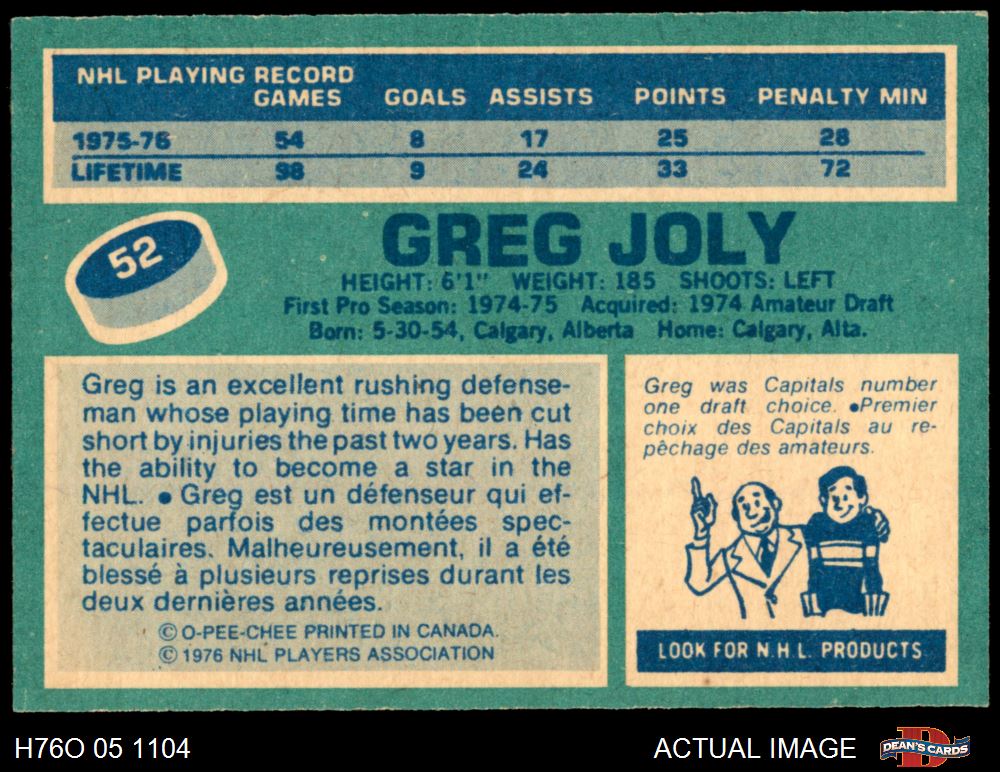 NHL PLAYING RECORD
GAMES GOALS ASSISTS POINTS PENALTY MIN
1975-76 54 8 17 25 28
LIFETIME 98 9 24 33 72
52
GREG JOLY
HEIGHT: 6'1" WEIGHT: 185 SHOOTS: LEFT
First Pro Season: 1974-75 Acquired: 1974 Amateur Draft
Born: 5-30-54, Calgary, Alberta Home: Calgary, Alta.
Greg is an excellent rushing defense-
man whose playing time has been cut
short by injuries the past two years. Has
the ability to become a star in the
NHL. ● Greg est un défenseur qui ef-
fectue parfois des montées spec-
taculaires. Malheureusement, il a été
blessé à plusieurs reprises durant les
deux dernières années.
© O-PEE-CHEE PRINTED IN CANADA.
© 1976 NHL PLAYERS ASSOCIATION
Greg was Capitals number
one draft choice. ●Premier
choix des Capitals au re-
pêchage des amateurs.
LOOK FOR N.H.L. PRODUCTS
H76O 05 1104
ACTUAL IMAGE
D
DEAN'S CARDS